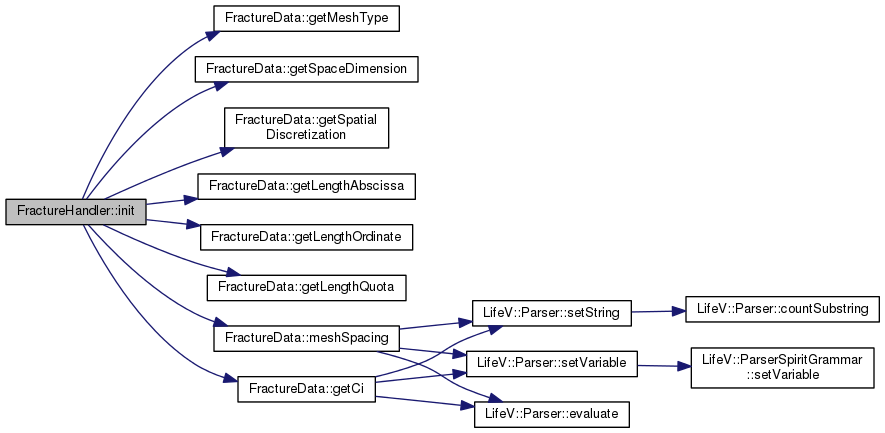 FractureData::getMeshType
FractureData::getSpaceDimension
FractureData::getSpatial
Discretization
FractureData::getLengthAbscissa
FractureHandler::init
FractureData::getLengthOrdinate
FractureData::getLengthQuota
FractureData::meshSpacing
FractureData::getCi
LifeV::Parser::setString
LifeV::Parser::countSubstring
LifeV::Parser::setVariable
LifeV::ParserSpiritGrammar
::setVariable
LifeV::Parser::evaluate